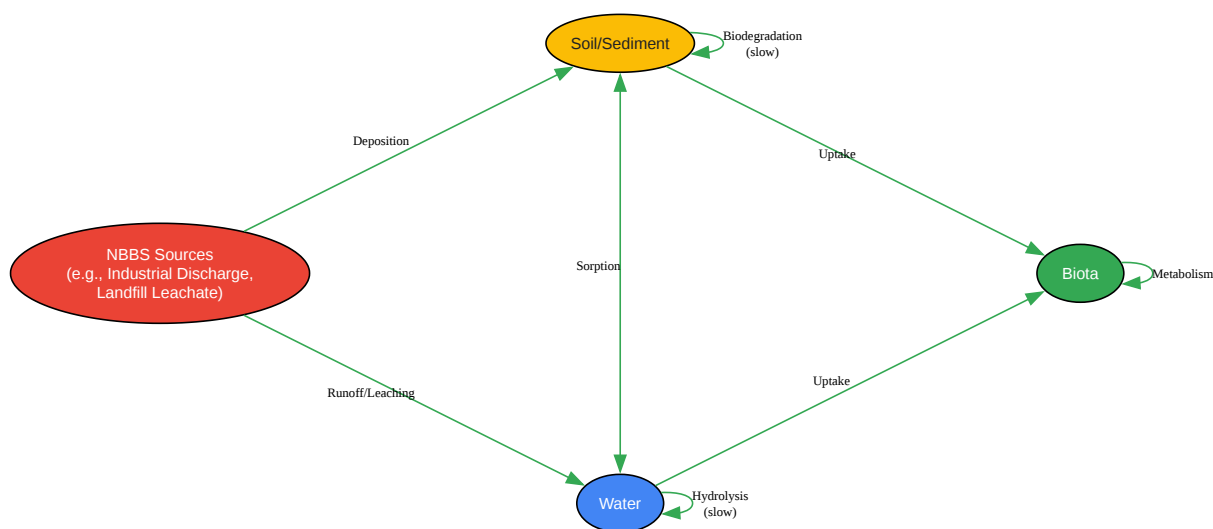 Soil/Sediment
Biodegradation
(slow)
Deposition
Uptake
NBBS Sources
(e.g., Industrial Discharge,
Landfill Leachate)
Sorption
Biota
Metabolism
Runoff/Leaching
Uptake
Water
Hydrolysis
(slow)